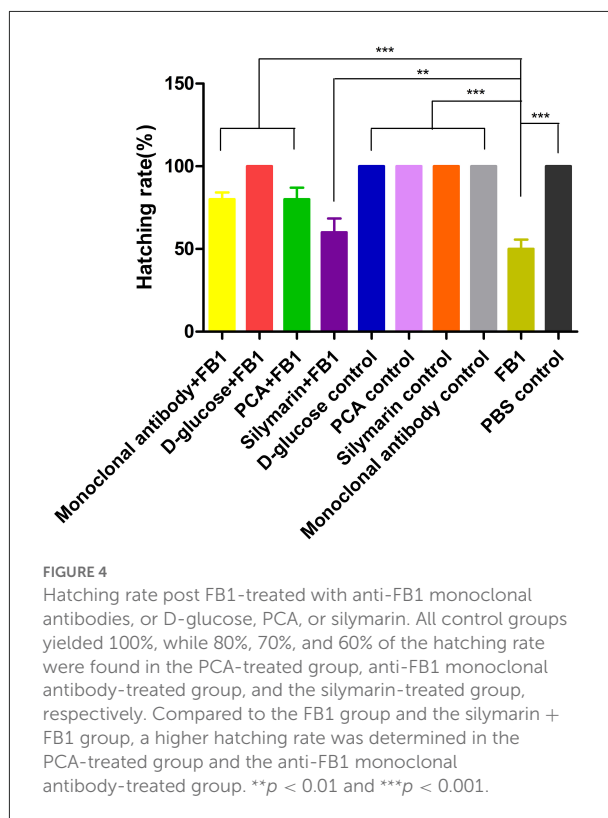 ***
**
***
***
150
100
50
0
Hatching rate(%)
Monoclonal antibody+FB1
D-glucose+FB1
PCA+FB1
Silymarin+FB1
D-glucose control
PCA control
Silymarin control
Monoclonal antibody control
FB1
PBS control
FIGURE 4
Hatching rate post FB1-treated with anti-FB1 monoclonal
antibodies, or D-glucose, PCA, or silymarin. All control groups
yielded 100%, while 80%, 70%, and 60% of the hatching rate
were found in the PCA-treated group, anti-FB1 monoclonal
antibody-treated group, and the silymarin-treated group,
respectively. Compared to the FB1 group and the silymarin +
FB1 group, a higher hatching rate was determined in the
PCA-treated group and the anti-FB1 monoclonal
antibody-treated group. **p < 0.01 and ***p < 0.001.